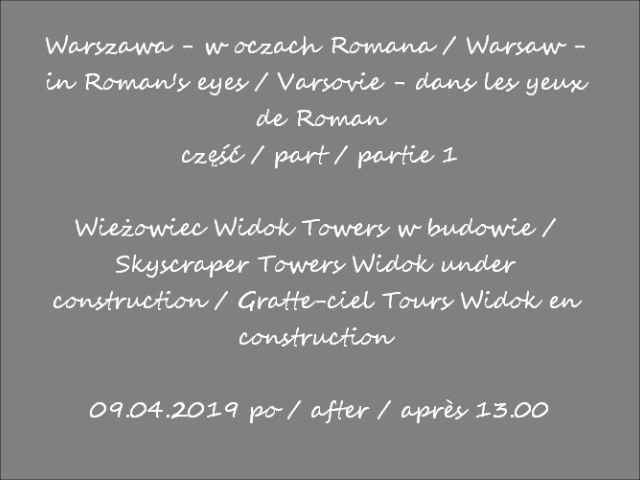 Warszawa - w oczach Romana / Warsaw -
in Roman's eyes / Varsovie - dans les yeux
de Roman
część / part / partie 1
Wieżowiec Widok Towers w budowie /
Skyscraper Towers Widok under
construction / Gratte-ciel Tours Widok en
construction
09.04.2019 po / after / après 13.00